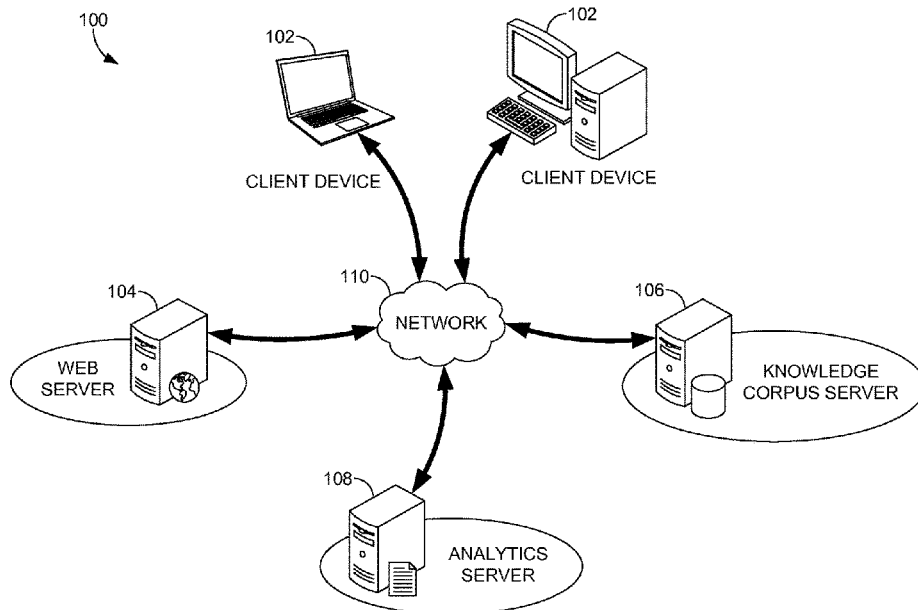 100
102
102
CLIENT DEVICE
CLIENT DEVICE
110
NETWORK
104
WEB
SERVER
106
KNOWLEDGE
CORPUS SERVER
108
ANALYTICS
SERVER